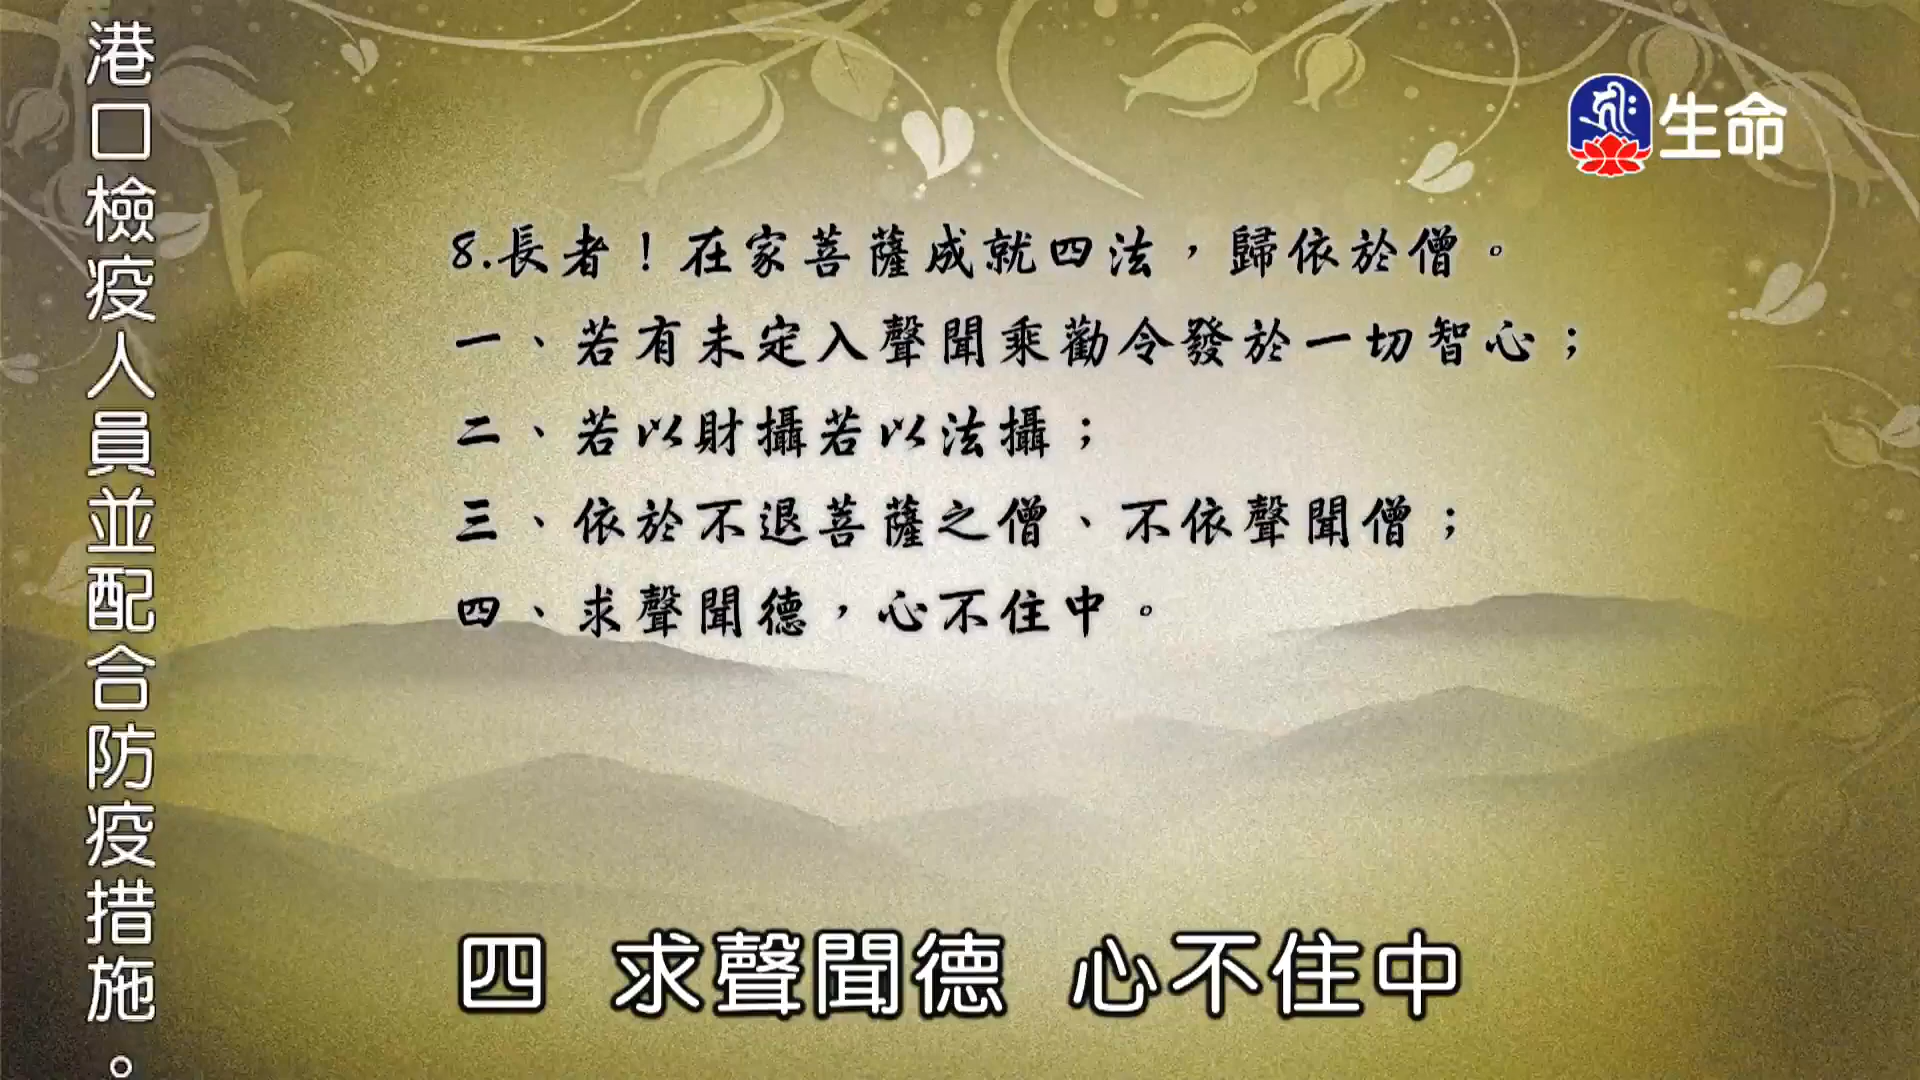 港口檢疫人員並配合防疫措施。
生命
8.長者！在家菩薩成就四法，歸依於僧。
一、若有未定入聲聞乘勸令發於一切智心；
二、若以財攝若以法攝；
三、依於不退菩薩之僧、不依聲聞僧；
四、求聲聞德，心不住中。
四 求聲聞德 心不住中